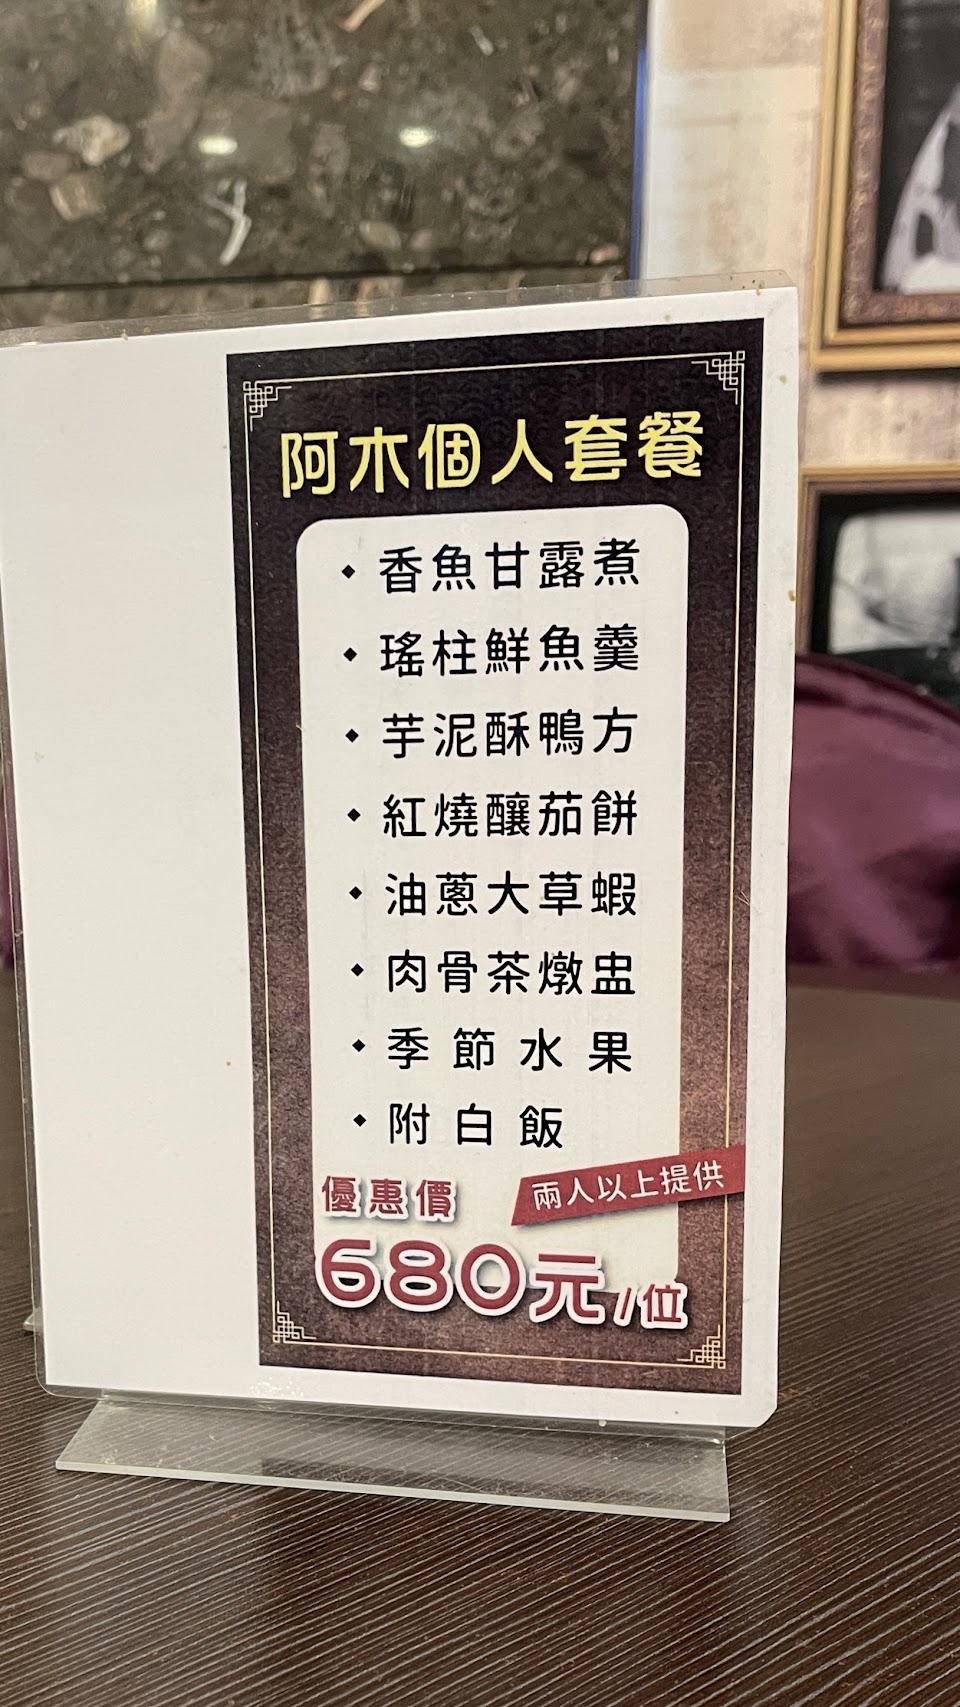 阿木個人套餐
◆香魚甘露煮
◆瑤柱鮮魚羹
◆芋泥酥鴨方
◆紅燒釀茄餅
◆油蔥大草蝦
◆肉骨茶燉盅
◆季節水果
◆附白飯
優惠價
兩人以上提供
680元/位